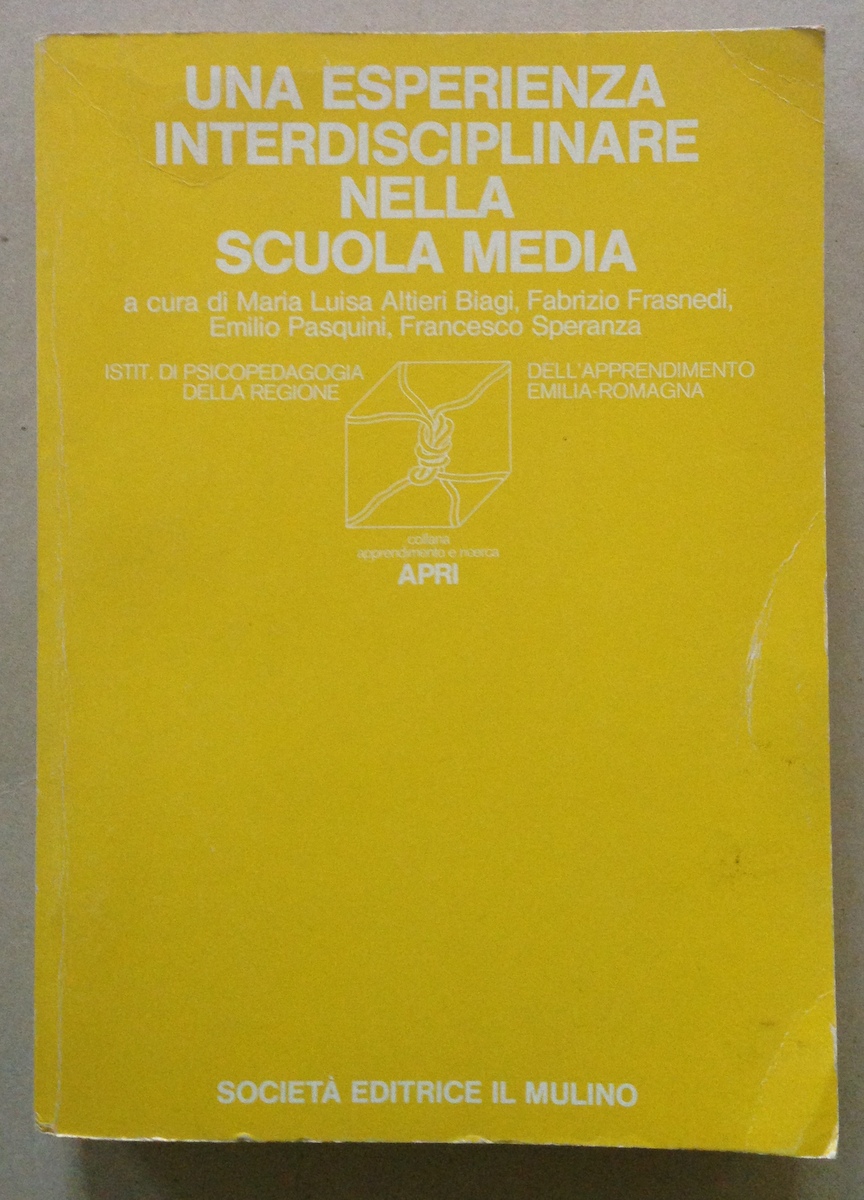 UNA ESPERIENZA
INTERDISCIPLINARE
NELLA
SCUOLA MEDIA
a cura di Maria Luisa Altieri Biagi, Fabrizio Frasnedi,
Emilio Pasquini, Francesco Speranza
ISTIT. DI PSICOPEDAGOGIA DELL'APPRENDIMENTO
DELLA REGIONE EMILIA-ROMAGNA
collana
apprendimento e ricerca
APRI
SOCIETÀ EDITRICE IL MULINO